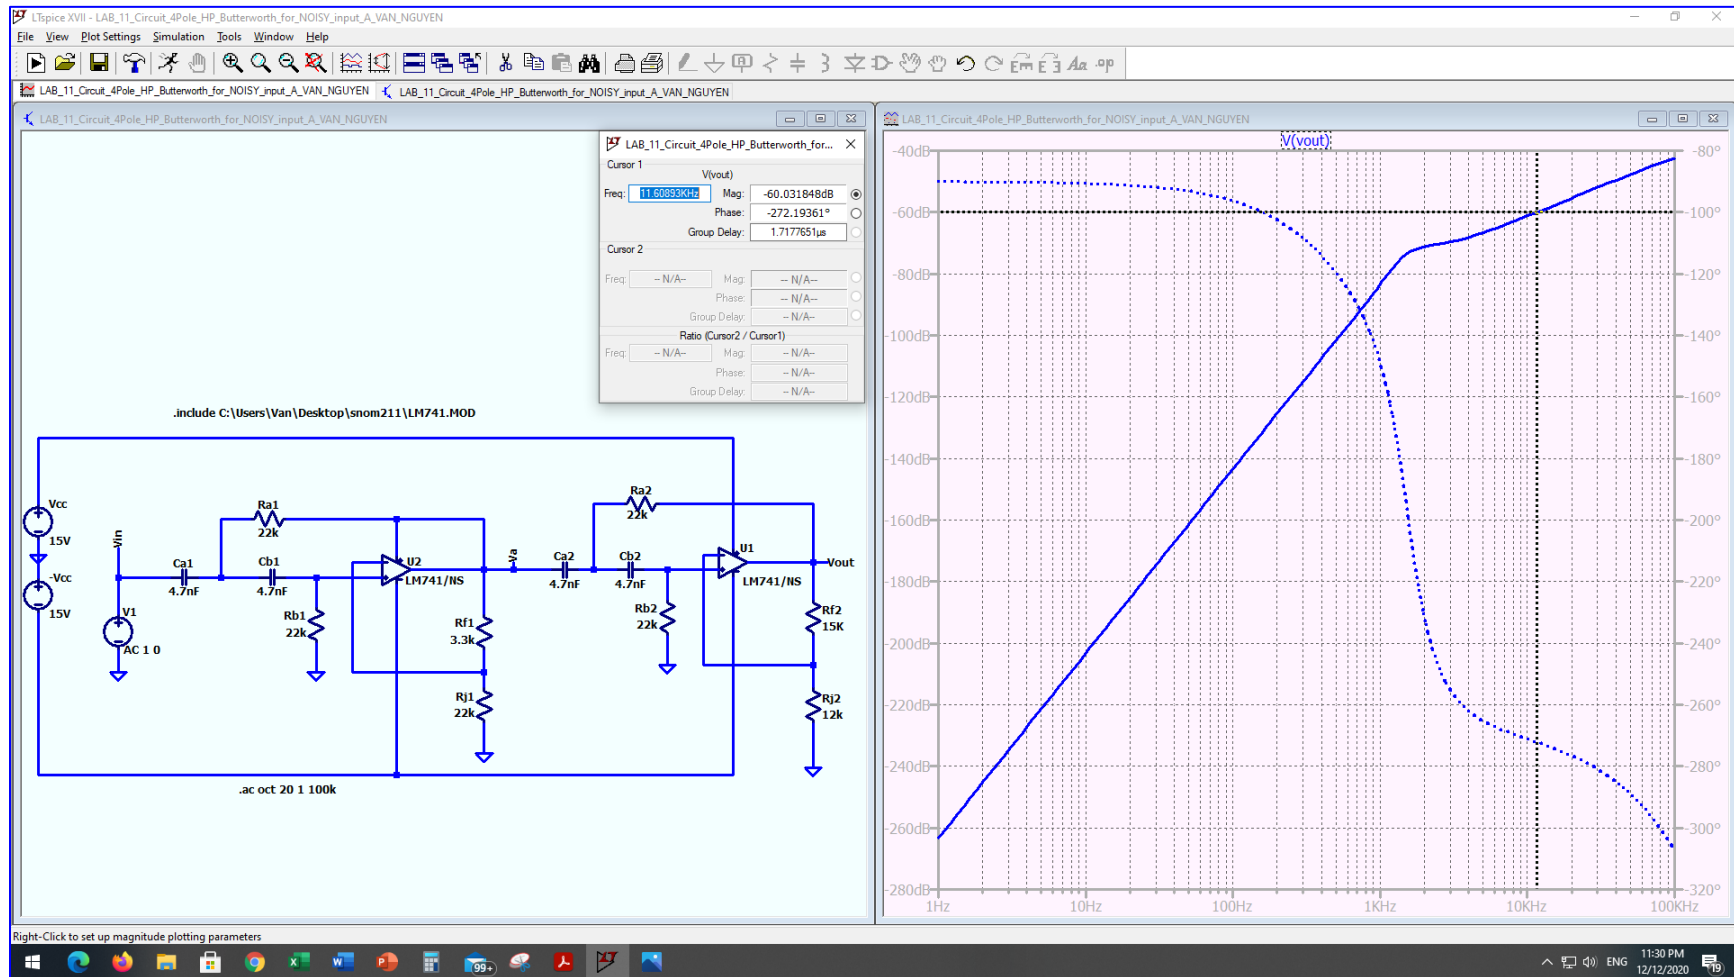 LTspice XVII - LAB_11_Circuit_4Pole_HP_Butterworth_for_NOISY_input_A_VAN_NGUYEN
File View Plot Settings Simulation Tools Window Help
LAB_11_Circuit_4Pole_HP_Butterworth_for_NOISY_input_A_VAN_NGUYEN LAB_11_Circuit_4Pole_HP_Butterworth_for_NOISY_input_A_VAN_NGUYEN
LAB_11_Circuit_4Pole_HP_Butterworth_for_NOISY_input_A_VAN_NGUYEN
LAB_11_Circuit_4Pole_HP_Butterworth_for...
Cursor 1
V(vout)
Freq: 11.60893KHz Mag: -60.031848dB
Phase: -272.19361°
Group Delay: 1.7177651µs
Cursor 2
Freq: -- N/A-- Mag: -- N/A--
Phase: -- N/A--
Group Delay: -- N/A--
Ratio (Cursor2 / Cursor1)
Freq: -- N/A-- Mag: -- N/A--
Phase: -- N/A--
Group Delay: -- N/A--
.include C:\Users\Van\Desktop\snom211\LM741.MOD
Vcc
15V
-Vcc
15V
Vin
V1
AC 1 0
Ca1
4.7nF
Ra1
22k
Cb1
4.7nF
Rb1
22k
U2
LM741/NS
Rf1
3.3k
Rj1
22k
Va
Ca2
4.7nF
Ra2
22k
Cb2
4.7nF
Rb2
22k
U1
LM741/NS
Vout
Rf2
15K
Rj2
12k
.ac oct 20 1 100k
LAB_11_Circuit_4Pole_HP_Butterworth_for_NOISY_input_A_VAN_NGUYEN
V(vout)
-40dB -80°
-60dB -100°
-80dB -120°
-100dB -140°
-120dB -160°
-140dB -180°
-160dB -200°
-180dB -220°
-200dB -240°
-220dB -260°
-240dB -280°
-260dB -300°
-280dB -320°
1Hz 10Hz 100Hz 1KHz 10KHz 100KHz
Right-Click to set up magnitude plotting parameters
99+
ENG
11:30 PM
12/12/2020
19